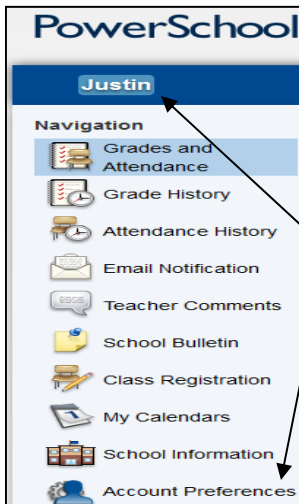 PowerSchool
Justin
Navigation
Grades and
Attendance
Grade History
Attendance History
Email Notification
Teacher Comments
School Bulletin
Class Registration
My Calendars
School Information
Account Preferences